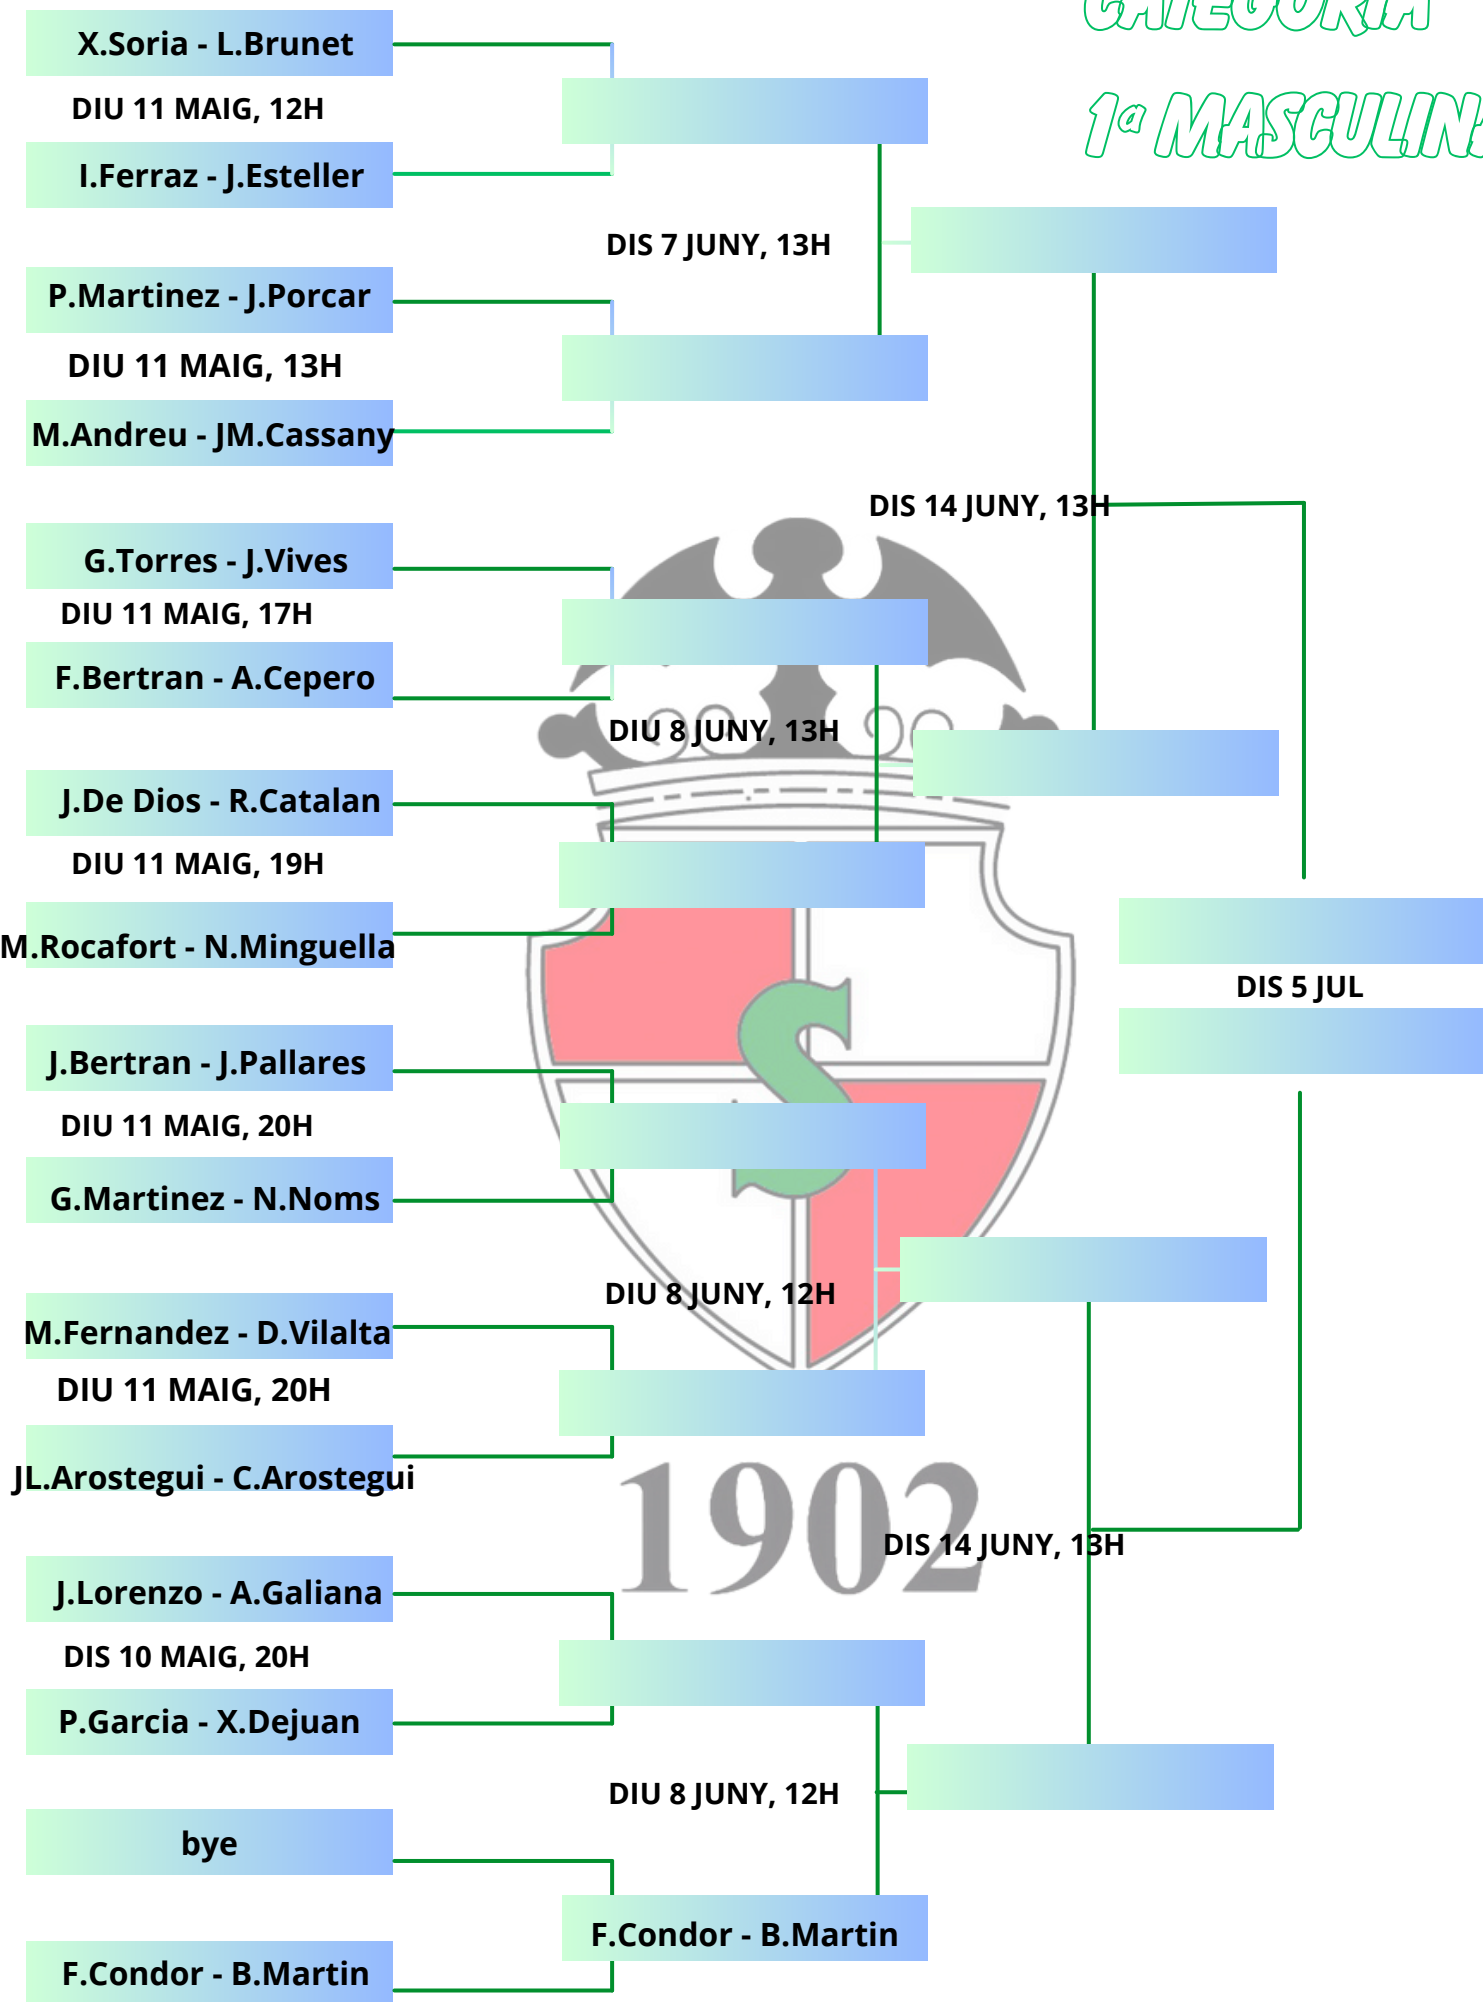 CATEGORIA
1ª MASCULINA
X.Soria - L.Brunet
DIU 11 MAIG, 12H
I.Ferraz - J.Esteller
DIS 7 JUNY, 13H
P.Martinez - J.Porcar
DIU 11 MAIG, 13H
M.Andreu - JM.Cassany
DIS 14 JUNY, 13H
G.Torres - J.Vives
DIU 11 MAIG, 17H
F.Bertran - A.Cepero
DIU 8 JUNY, 13H
J.De Dios - R.Catalan
DIU 11 MAIG, 19H
M.Rocafort - N.Minguella
DIS 5 JUL
S
J.Bertran - J.Pallares
DIU 11 MAIG, 20H
G.Martinez - N.Noms
DIU 8 JUNY, 12H
M.Fernandez - D.Vilalta
DIU 11 MAIG, 20H
JL.Arostegui - C.Arostegui
1902
DIS 14 JUNY, 13H
J.Lorenzo - A.Galiana
DIS 10 MAIG, 20H
P.Garcia - X.Dejuan
DIU 8 JUNY, 12H
bye
F.Condor - B.Martin
F.Condor - B.Martin